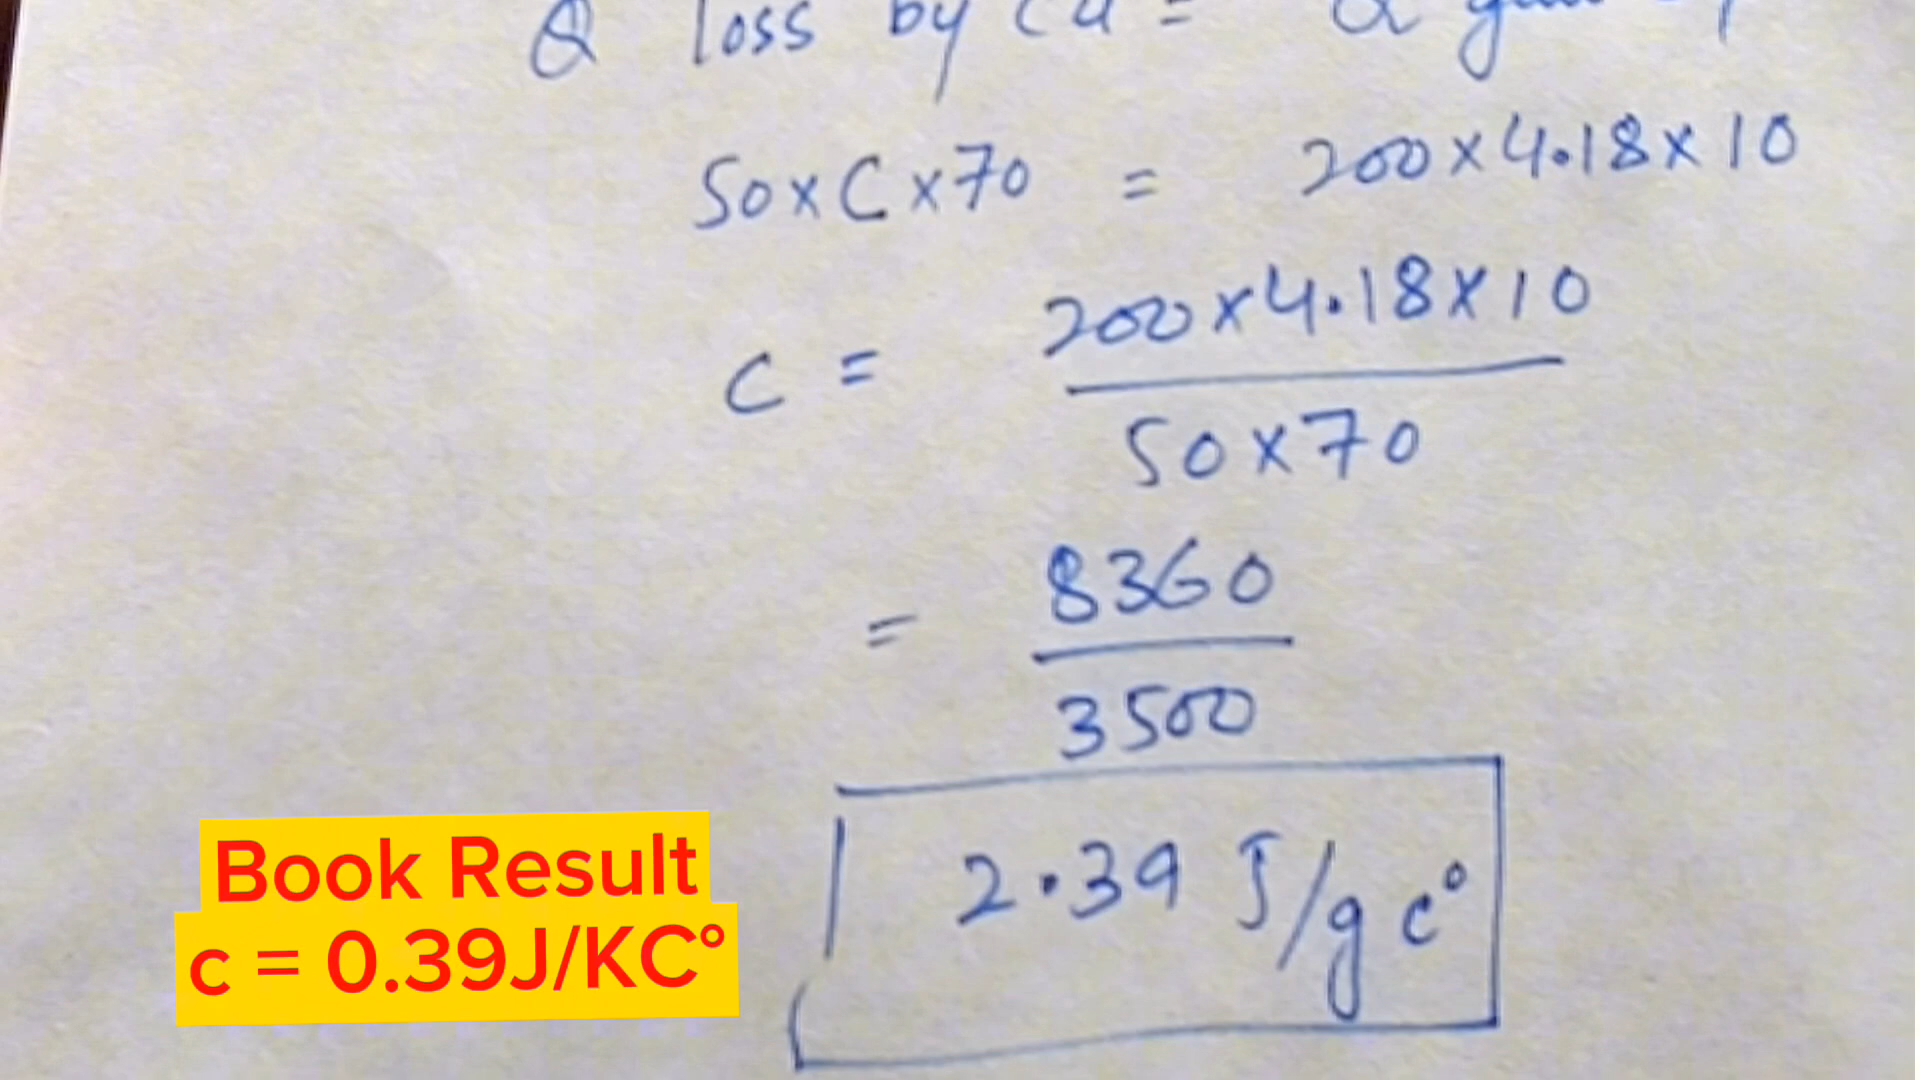 Q loss by Cu = Q
50 x C x 70 = 200 x 4.18 x 10
C = 200 x 4.18 x 10
50 x 70
= 8360
3500
2.39 J/g c°
Book Result
c = 0.39J/KC°